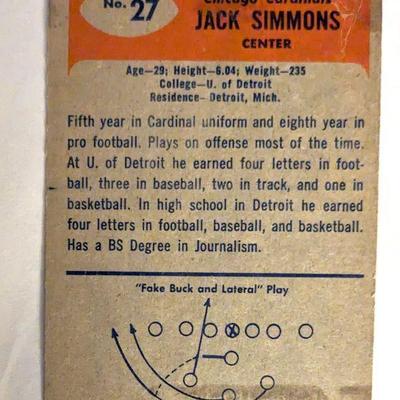 No. 27
Chicago Cardinals
JACK SIMMONS
CENTER
Age—29; Height—6.04; Weight—235
College—U. of Detroit
Residence—Detroit, Mich.
Fifth year in Cardinal uniform and eighth year in
pro football. Plays on offense most of the time.
At U. of Detroit he earned four letters in foot-
ball, three in baseball, two in track, and one in
basketball. In high school in Detroit he earned
four letters in football, baseball, and basketball.
Has a BS Degree in Journalism.
"Fake Buck and Lateral" Play